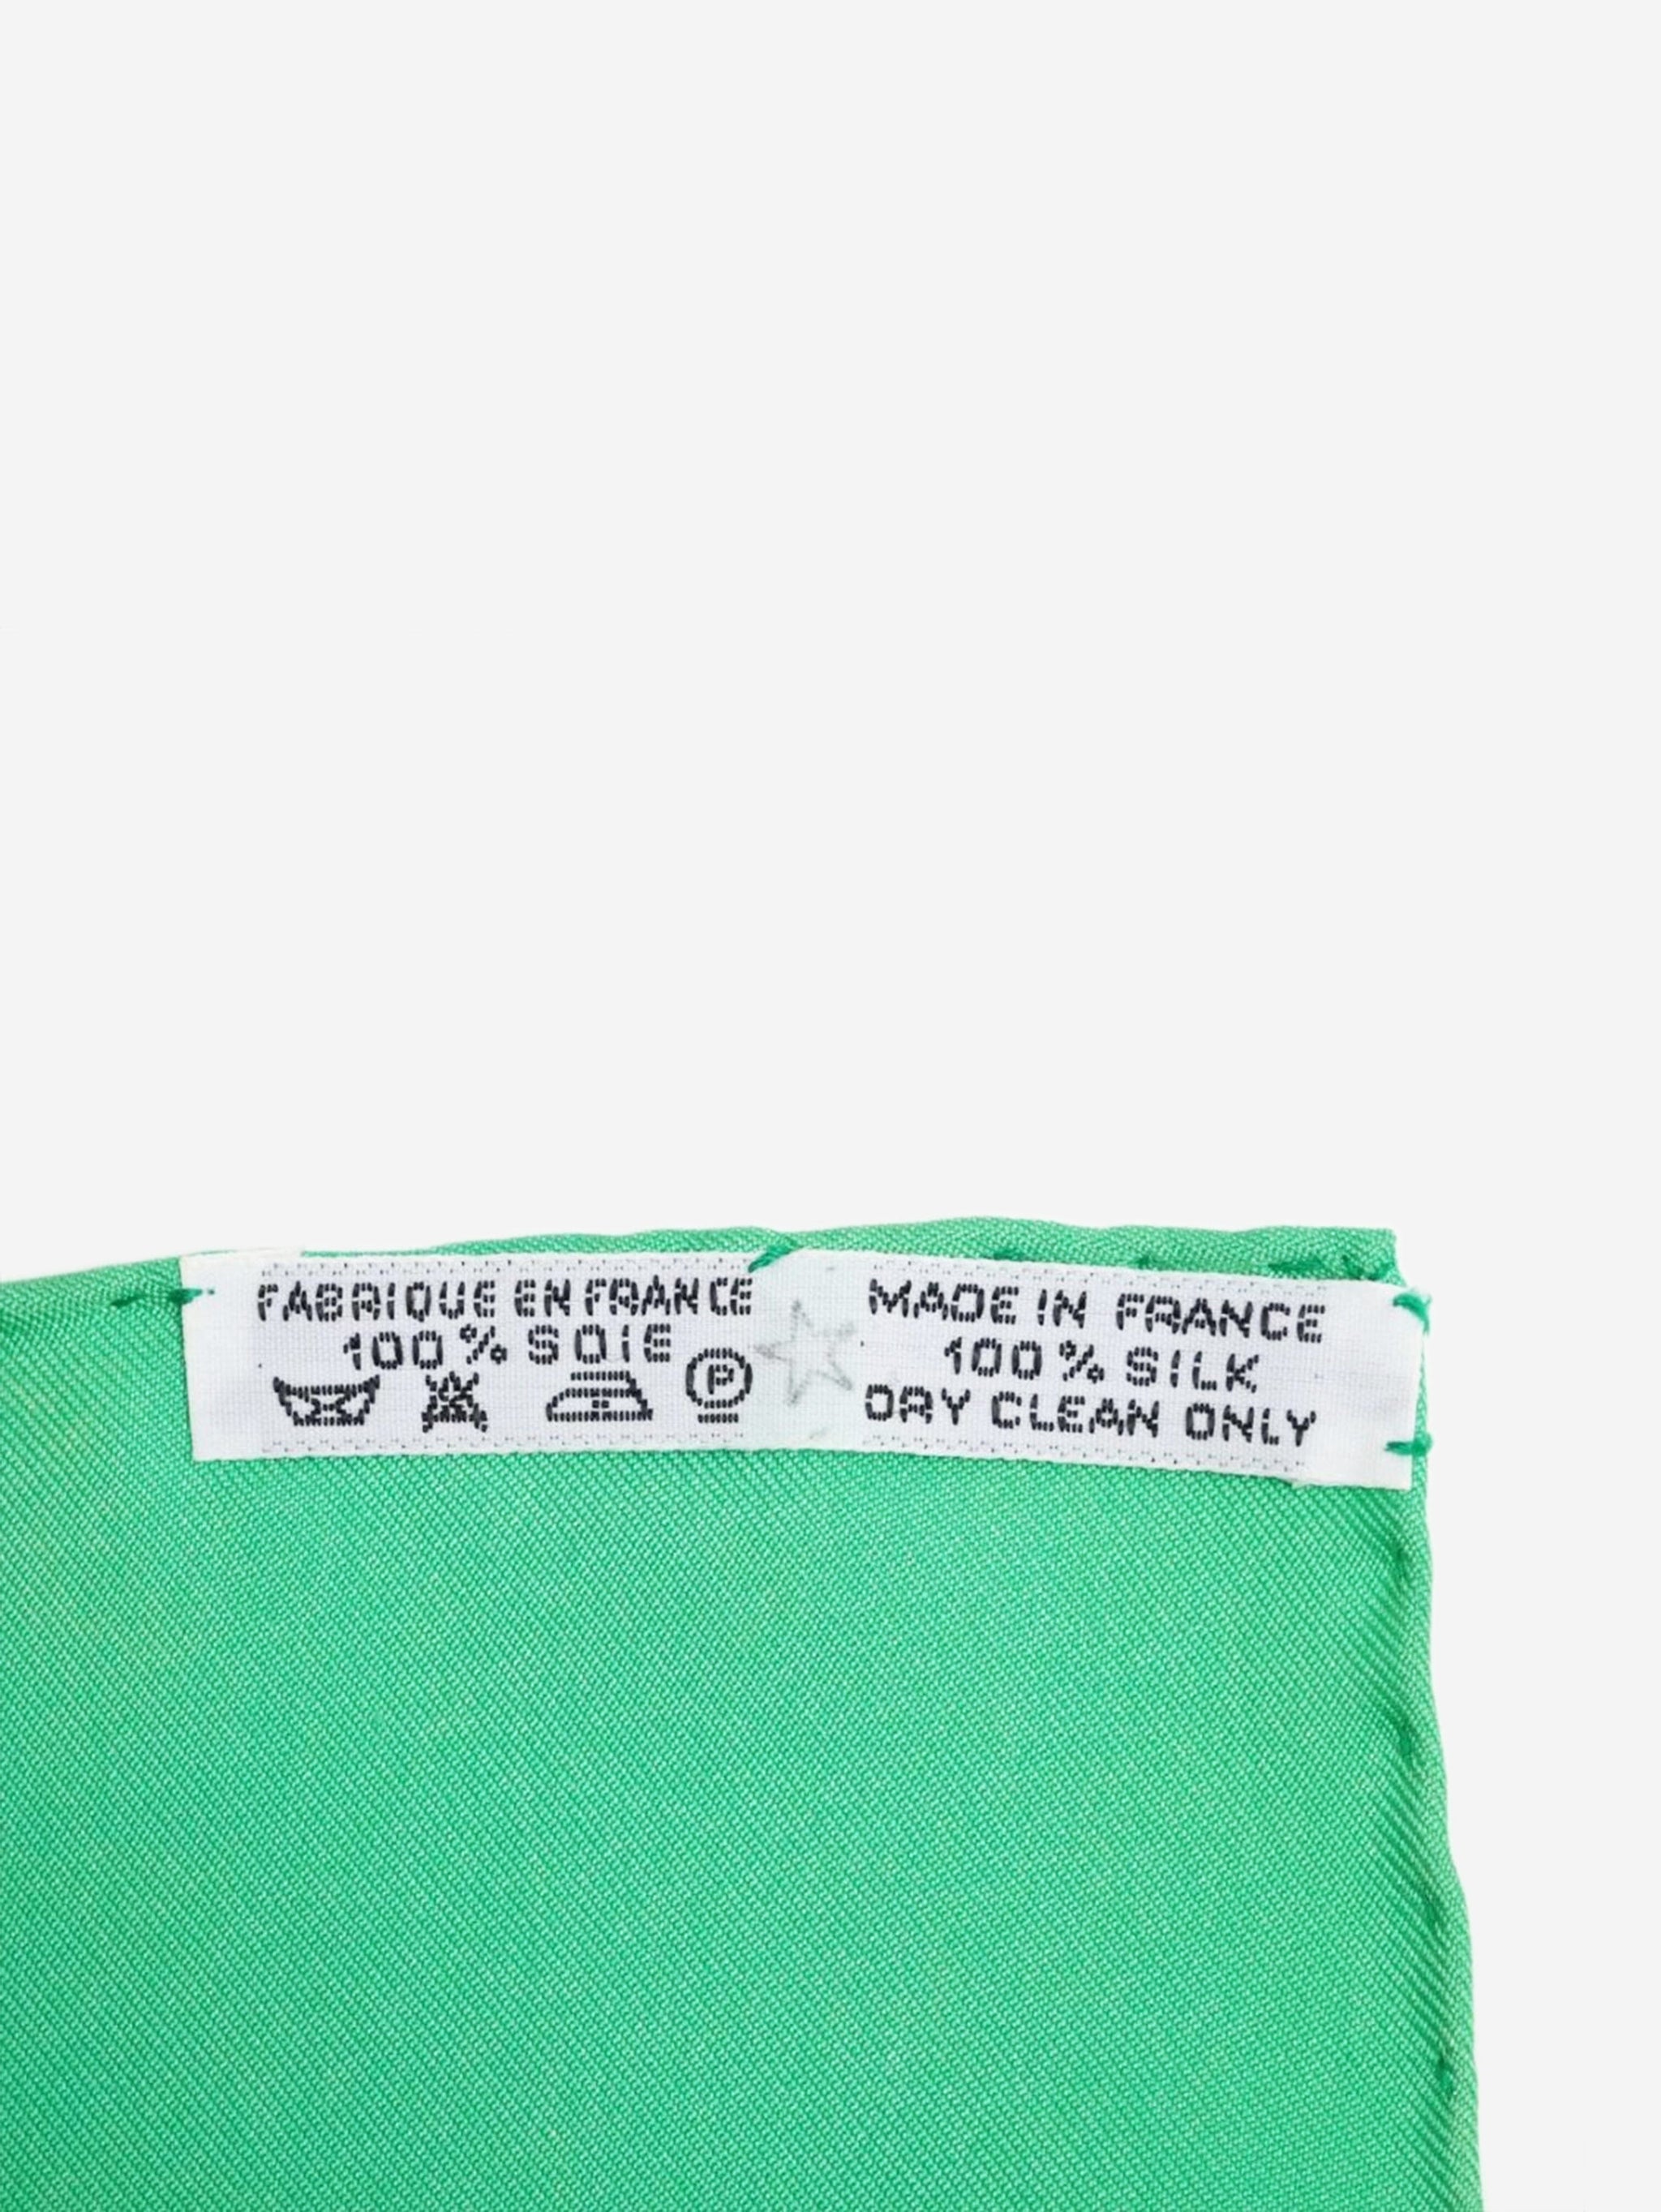 FABRIQUE EN FRANCE
100% SOIE
P
MADE IN FRANCE
100% SILK
DRY CLEAN ONLY